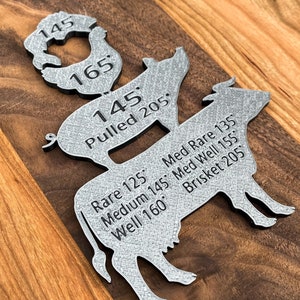 145°
165°
145°
Pulled 205°
Rare 125°
Medium 145°
Well 160°
Med Rare 135°
Med Well 155°
Brisket 205°